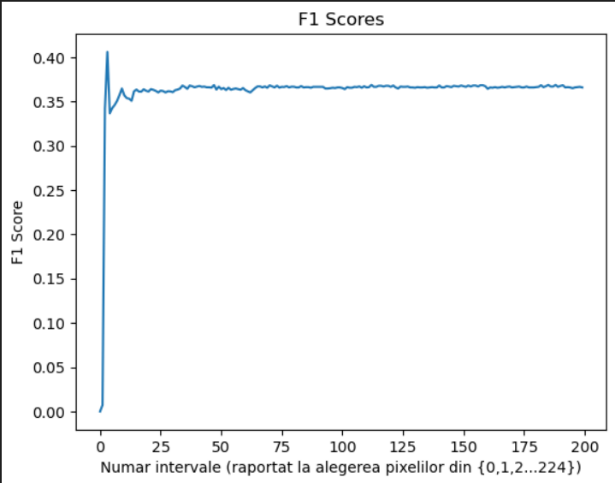 F1 Scores
0.40
0.35
0.30
0.25
0.20
0.15
0.10
0.05
0.00
F1 Score
0 25 50 75 100 125 150 175 200
Numar intervale (raportat la alegerea pixelilor din {0,1,2...224})